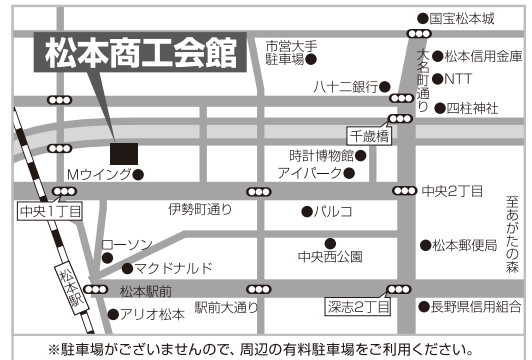 国宝松本城
松本商工会館
市営大手
駐車場
大名町通り
松本信用金庫
NTT
八十二銀行
四柱神社
千歳橋
時計博物館
アイパーク
Mウイング
中央1丁目
中央2丁目
伊勢町通り
パルコ
至あがたの森
ローソン
中央西公園
松本郵便局
マクドナルド
松本駅
松本駅前
駅前大通り
深志2丁目
アリオ松本
長野県信用組合
※駐車場がございませんので、周辺の有料駐車場をご利用ください。